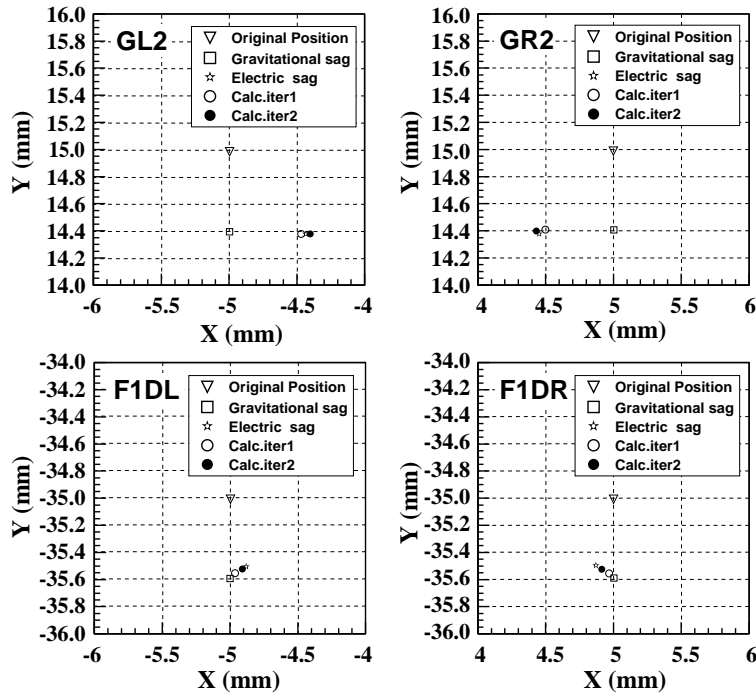 GL2
▽ Original Position
□ Gravitational sag
☆ Electric sag
○ Calc.iter1
● Calc.iter2
Y (mm)
16.0
15.8
15.6
15.4
15.2
15.0
14.8
14.6
14.4
14.2
14.0
-6 -5.5 -5 -4.5 -4
X (mm)
GR2
▽ Original Position
□ Gravitational sag
☆ Electric sag
○ Calc.iter1
● Calc.iter2
Y (mm)
16.0
15.8
15.6
15.4
15.2
15.0
14.8
14.6
14.4
14.2
14.0
4 4.5 5 5.5 6
X (mm)
F1DL
▽ Original Position
□ Gravitational sag
☆ Electric sag
○ Calc.iter1
● Calc.iter2
Y (mm)
-34.0
-34.2
-34.4
-34.6
-34.8
-35.0
-35.2
-35.4
-35.6
-35.8
-36.0
-6 -5.5 -5 -4.5 -4
X (mm)
F1DR
▽ Original Position
□ Gravitational sag
☆ Electric sag
○ Calc.iter1
● Calc.iter2
Y (mm)
-34.0
-34.2
-34.4
-34.6
-34.8
-35.0
-35.2
-35.4
-35.6
-35.8
-36.0
4 4.5 5 5.5 6
X (mm)